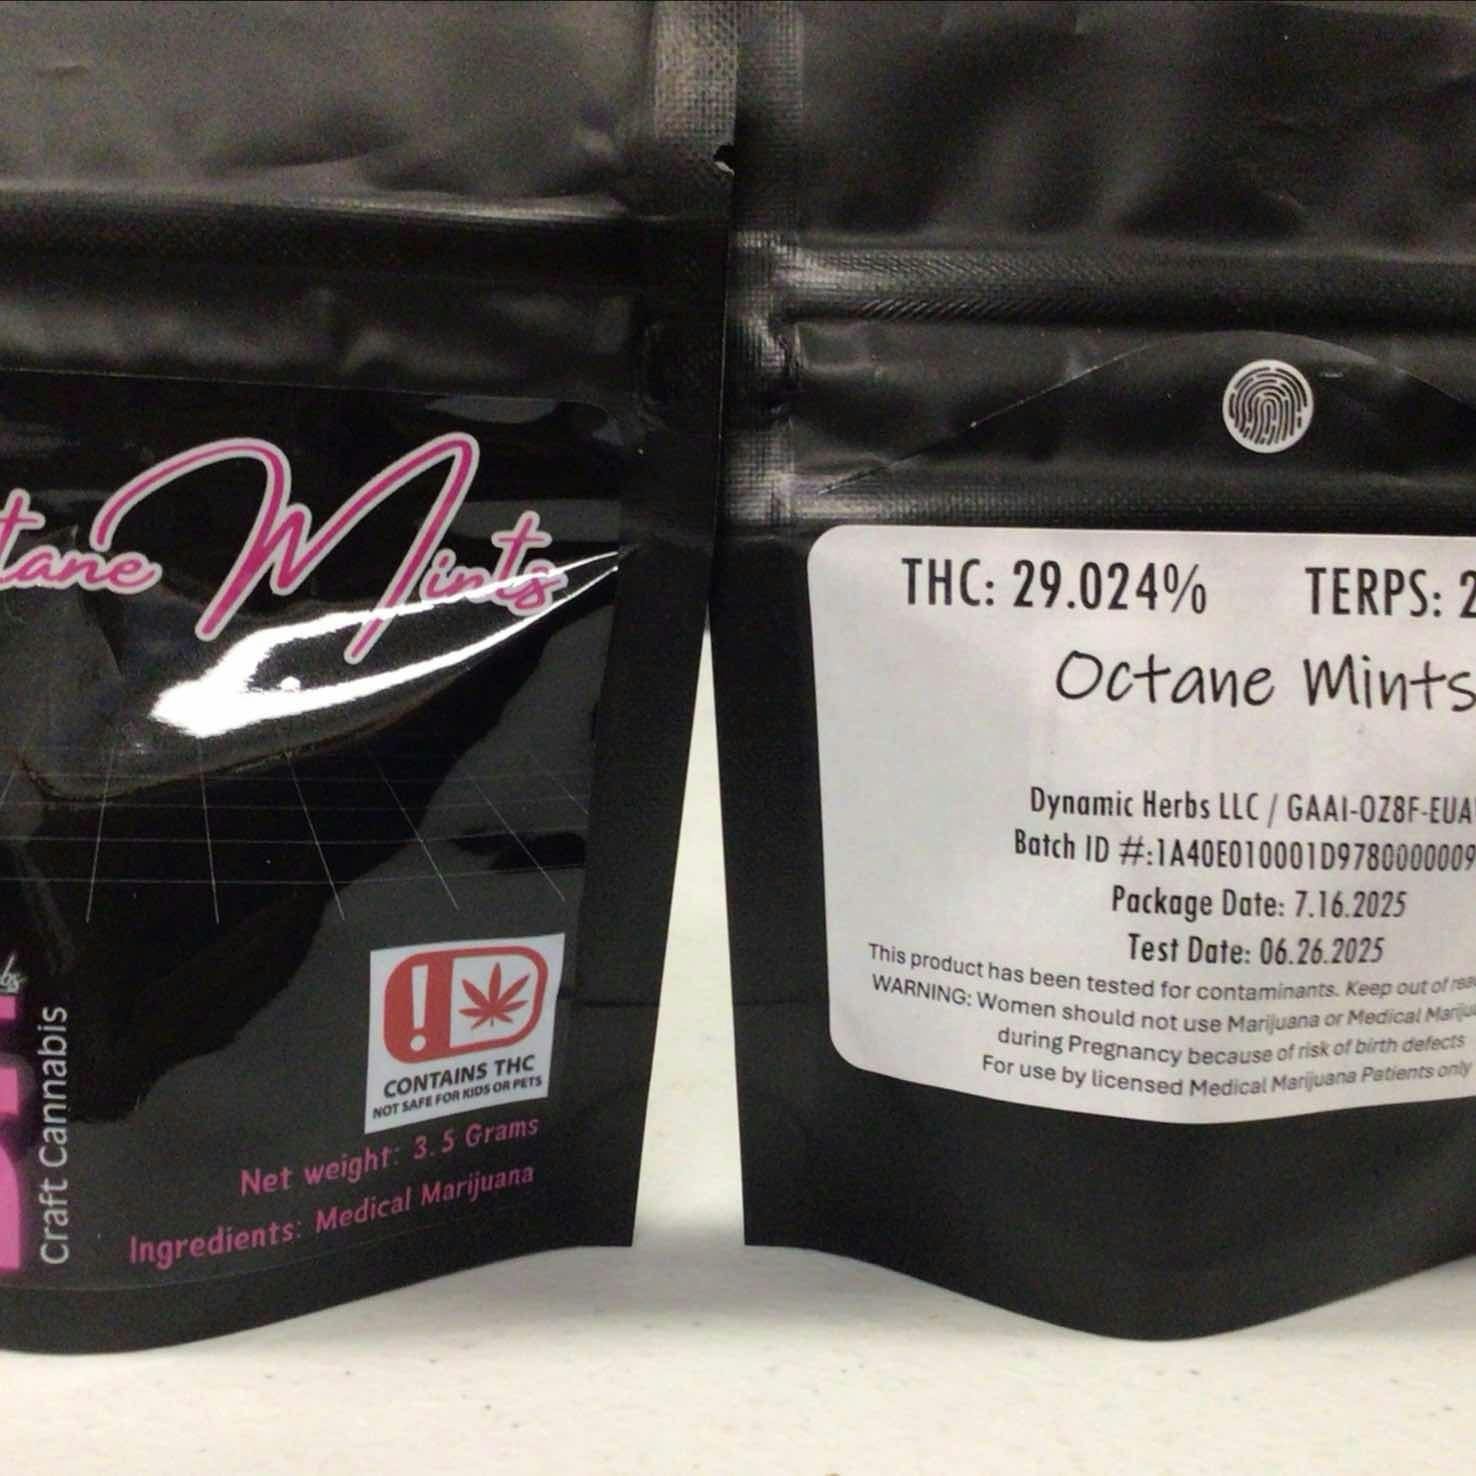 tane Mints
Craft Cannabis
CONTAINS THC
NOT SAFE FOR KIDS OR PETS
Net weight: 3.5 Grams
Ingredients: Medical Marijuana
THC: 29.024% TERPS: 2
Octane Mints
Dynamic Herbs LLC / GAAI-OZ8F-EUA
Batch ID #:1A40E010001D9780000009
Package Date: 7.16.2025
Test Date: 06.26.2025
This product has been tested for contaminants. Keep out of rea
WARNING: Women should not use Marijuana or Medical Mariju
during Pregnancy because of risk of birth defects
For use by licensed Medical Marijuana Patients only